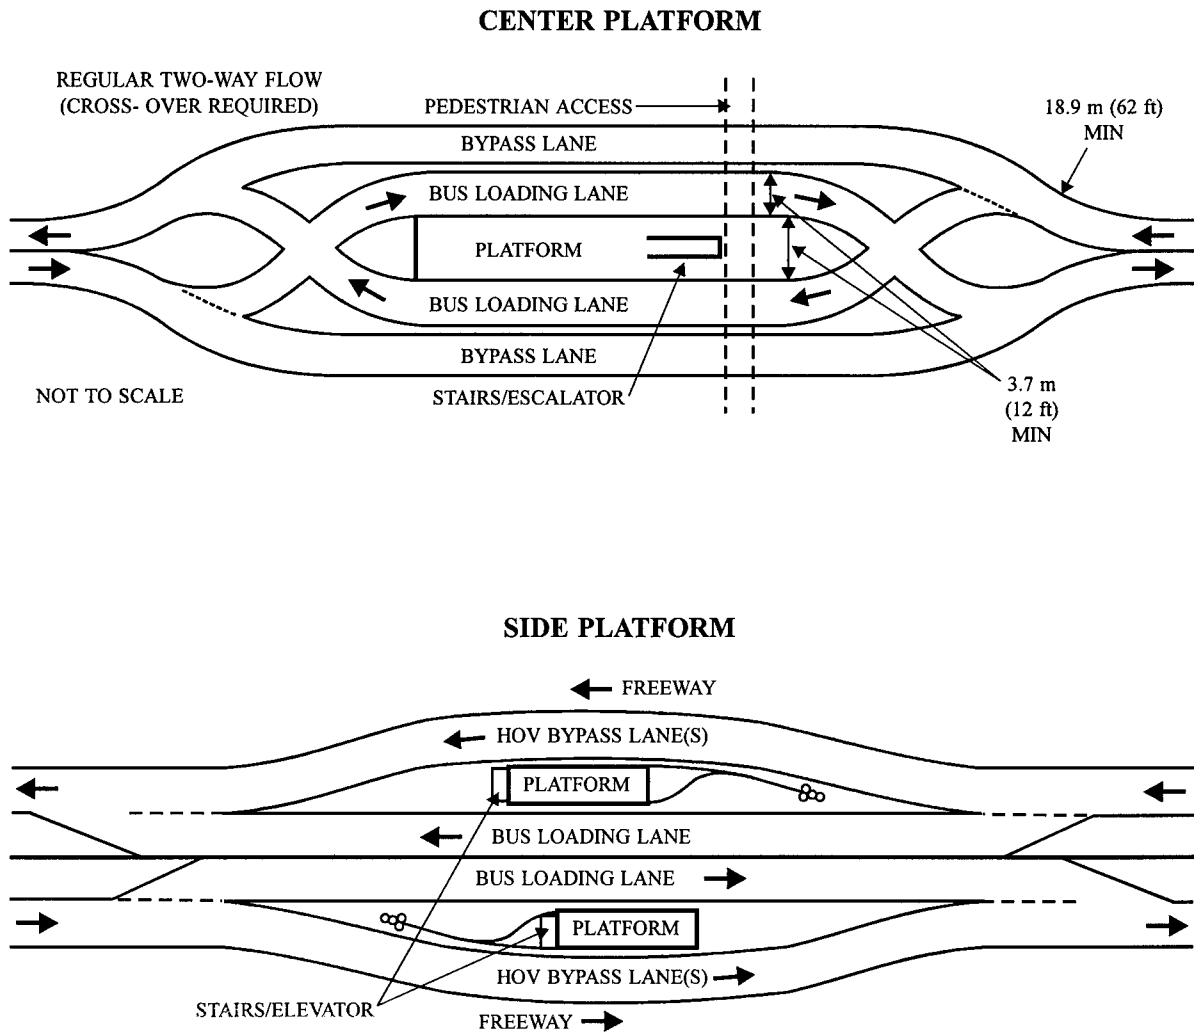 CENTER PLATFORM
REGULAR TWO-WAY FLOW
(CROSS- OVER REQUIRED)
PEDESTRIAN ACCESS
18.9 m (62 ft)
MIN
BYPASS LANE
BUS LOADING LANE
PLATFORM
BUS LOADING LANE
BYPASS LANE
NOT TO SCALE
STAIRS/ESCALATOR
3.7 m
(12 ft)
MIN
SIDE PLATFORM
FREEWAY
HOV BYPASS LANE(S)
PLATFORM
BUS LOADING LANE
BUS LOADING LANE
PLATFORM
HOV BYPASS LANE(S)
STAIRS/ELEVATOR
FREEWAY